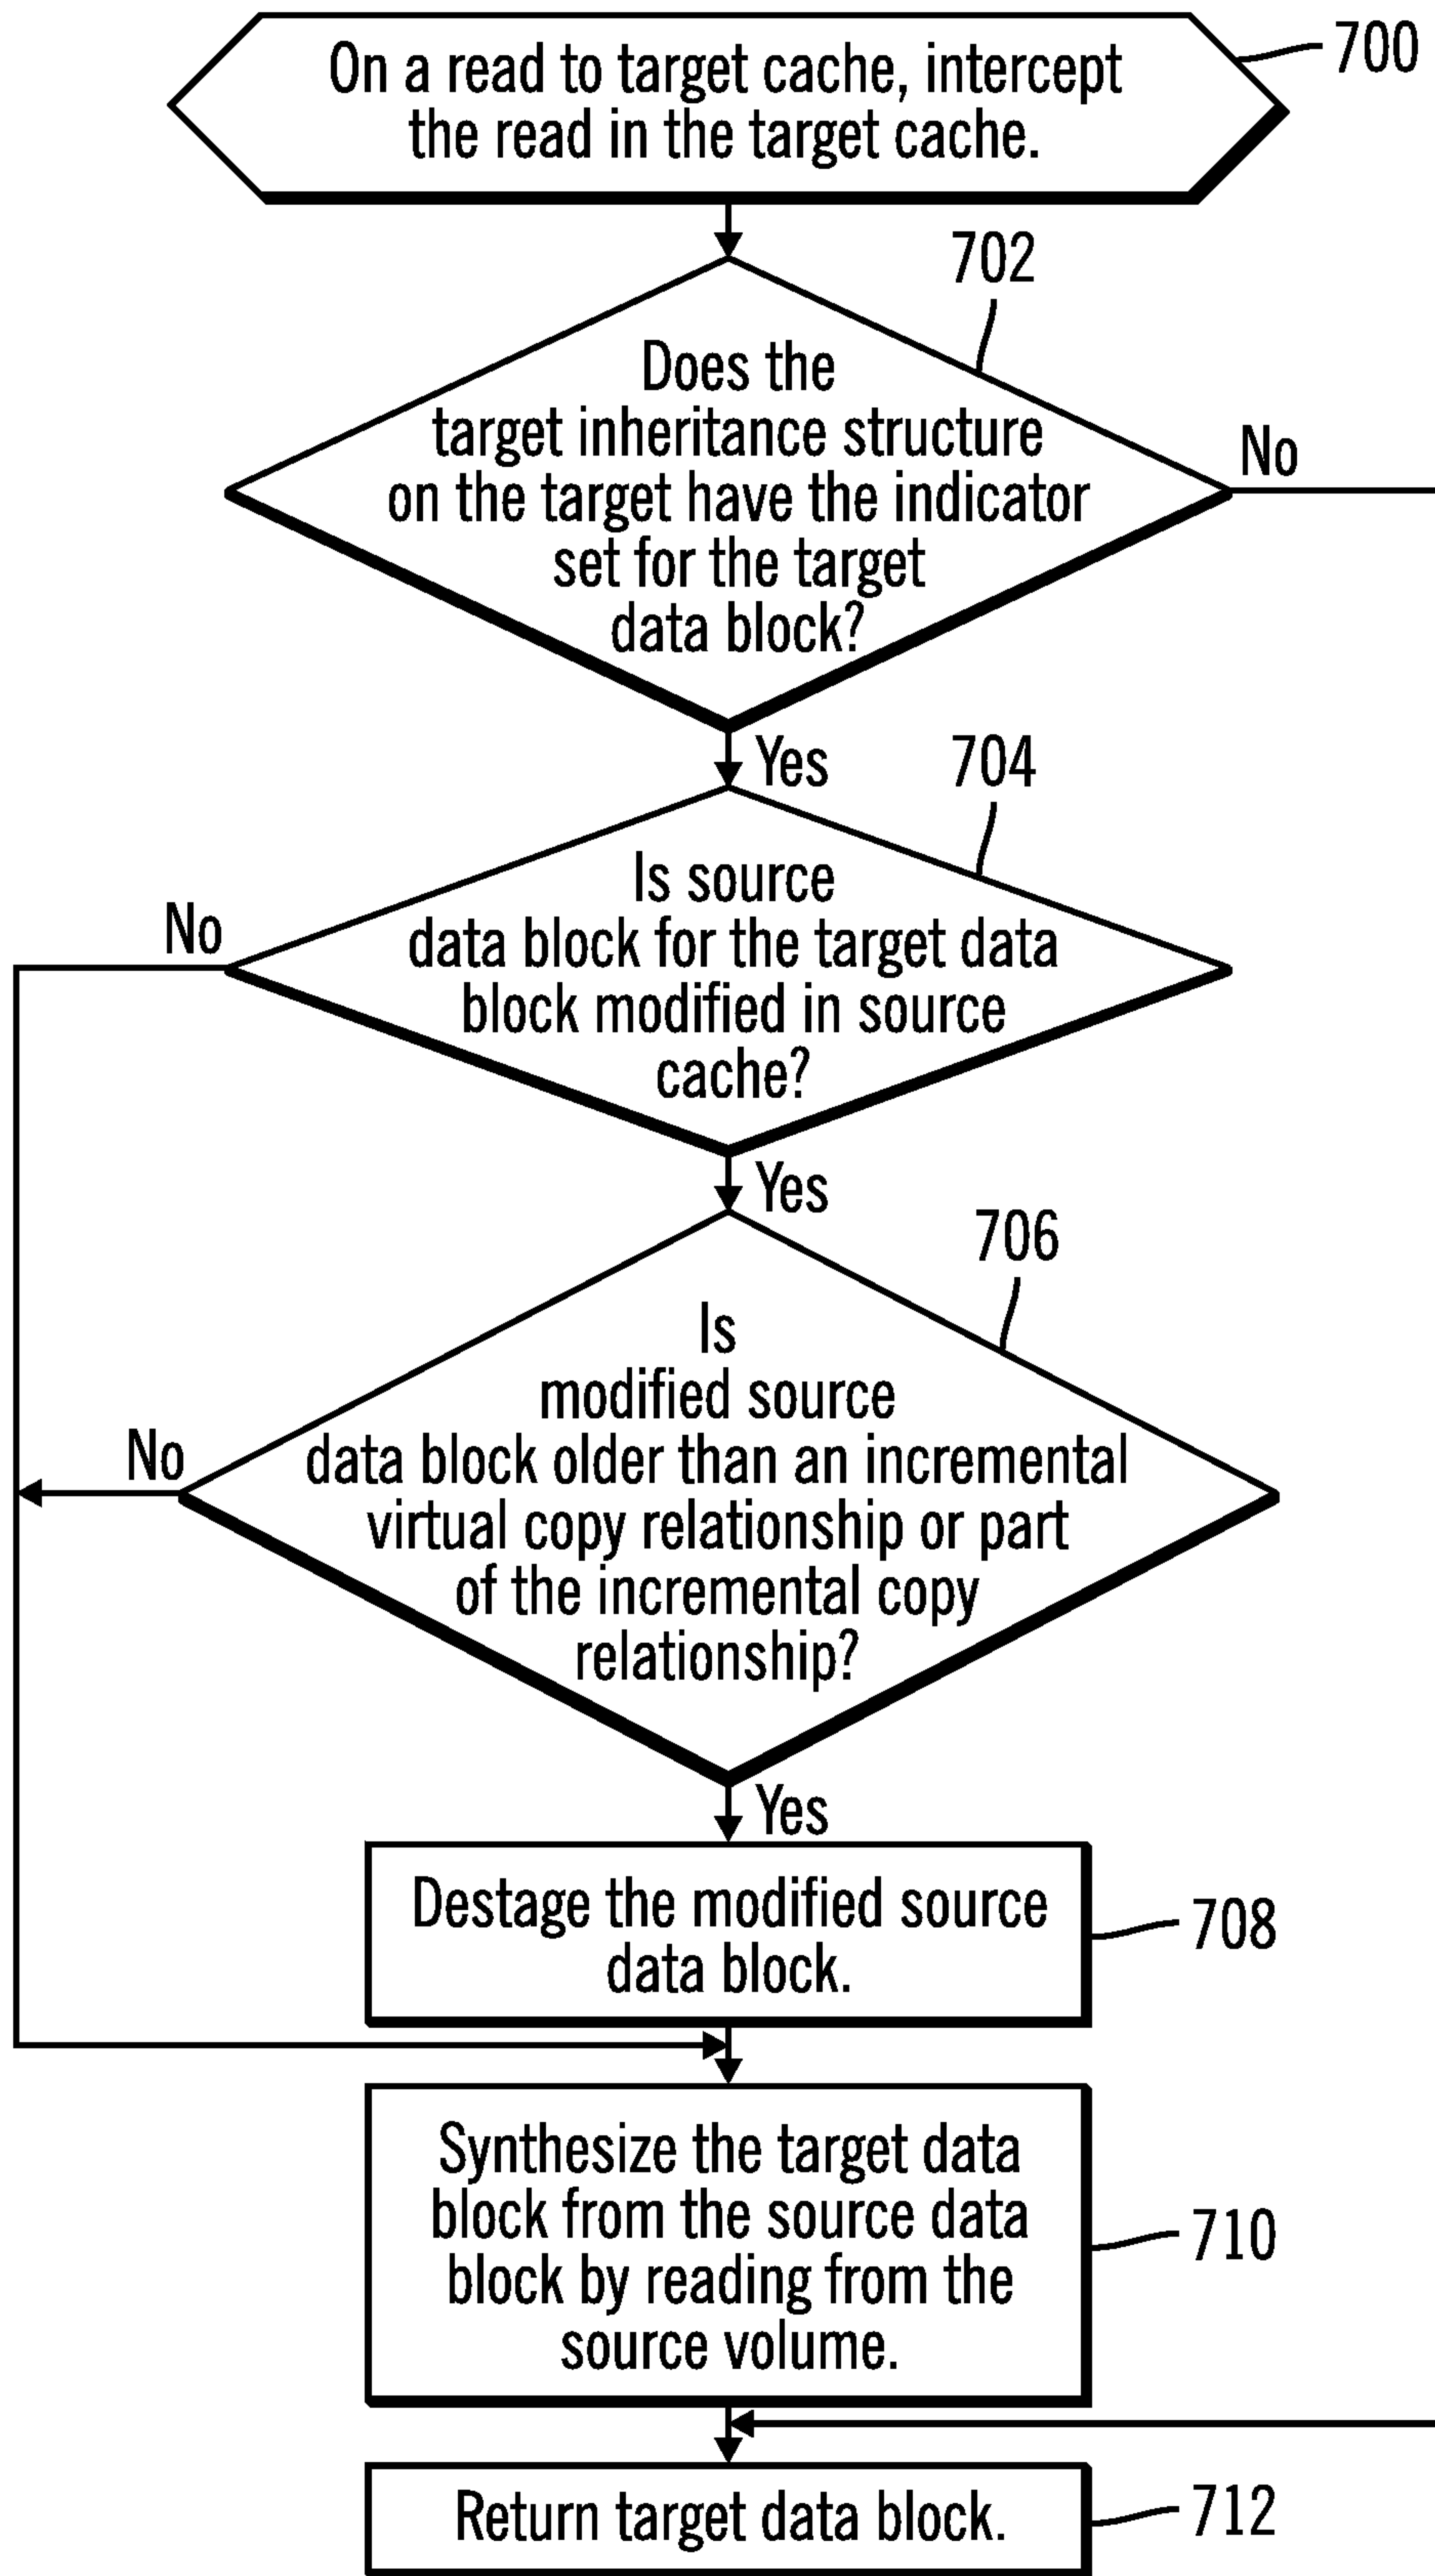 On a read to target cache, intercept
the read in the target cache.
700
702
Does the
target inheritance structure
on the target have the indicator
set for the target
data block?
No
Yes
704
Is source
data block for the target data
block modified in source
cache?
No
Yes
706
Is
modified source
data block older than an incremental
virtual copy relationship or part
of the incremental copy
relationship?
No
Yes
Destage the modified source
data block.
708
Synthesize the target data
block from the source data
block by reading from the
source volume.
710
Return target data block.
712